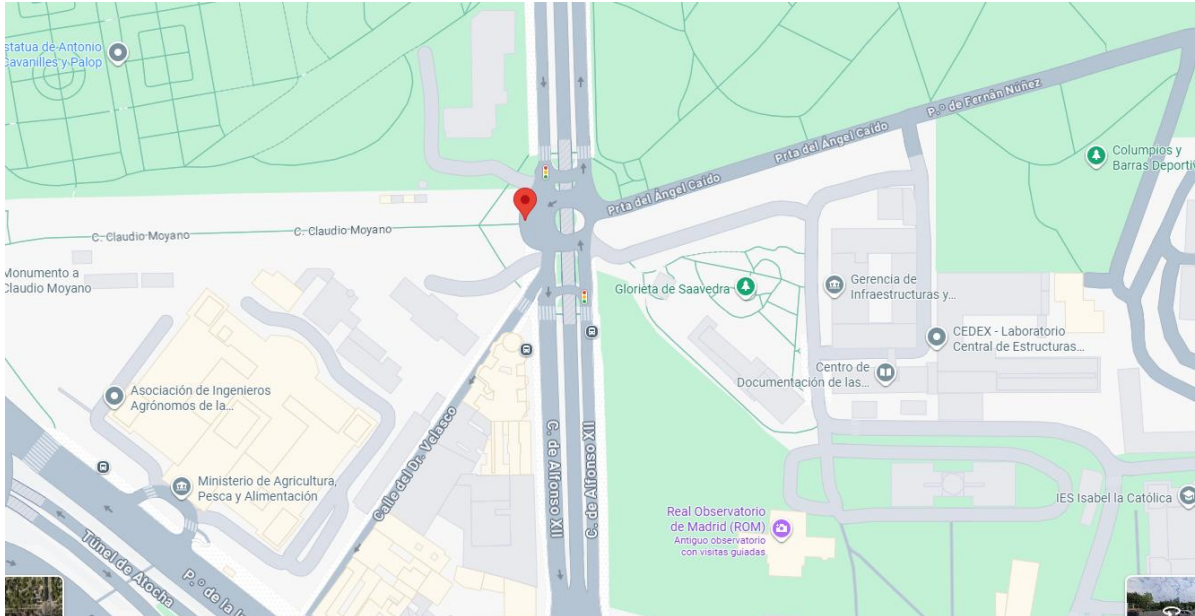 statua de Antonio
Cavanilles y Palop
P.º de Fernán Núñez
Prta del Ángel Caído
Columpios y
Barras Deportiv
Prta del Ángel Caído
C. Claudio Moyano
C. Claudio Moyano
Monumento a
Claudio Moyano
Glorieta de Saavedra
Gerencia de
Infraestructuras y...
CEDEX - Laboratorio
Central de Estructuras...
Centro de
Documentación de las...
Asociación de Ingenieros
Agrónomos de la...
Calle del Dr. Velasco
C. de Alfonso XII
C. de Alfonso XII
Ministerio de Agricultura,
Pesca y Alimentación
IES Isabel la Católica
Real Observatorio
de Madrid (ROM)
Antiguo observatorio
con visitas guiadas
Túnel de Atocha
P.º de la